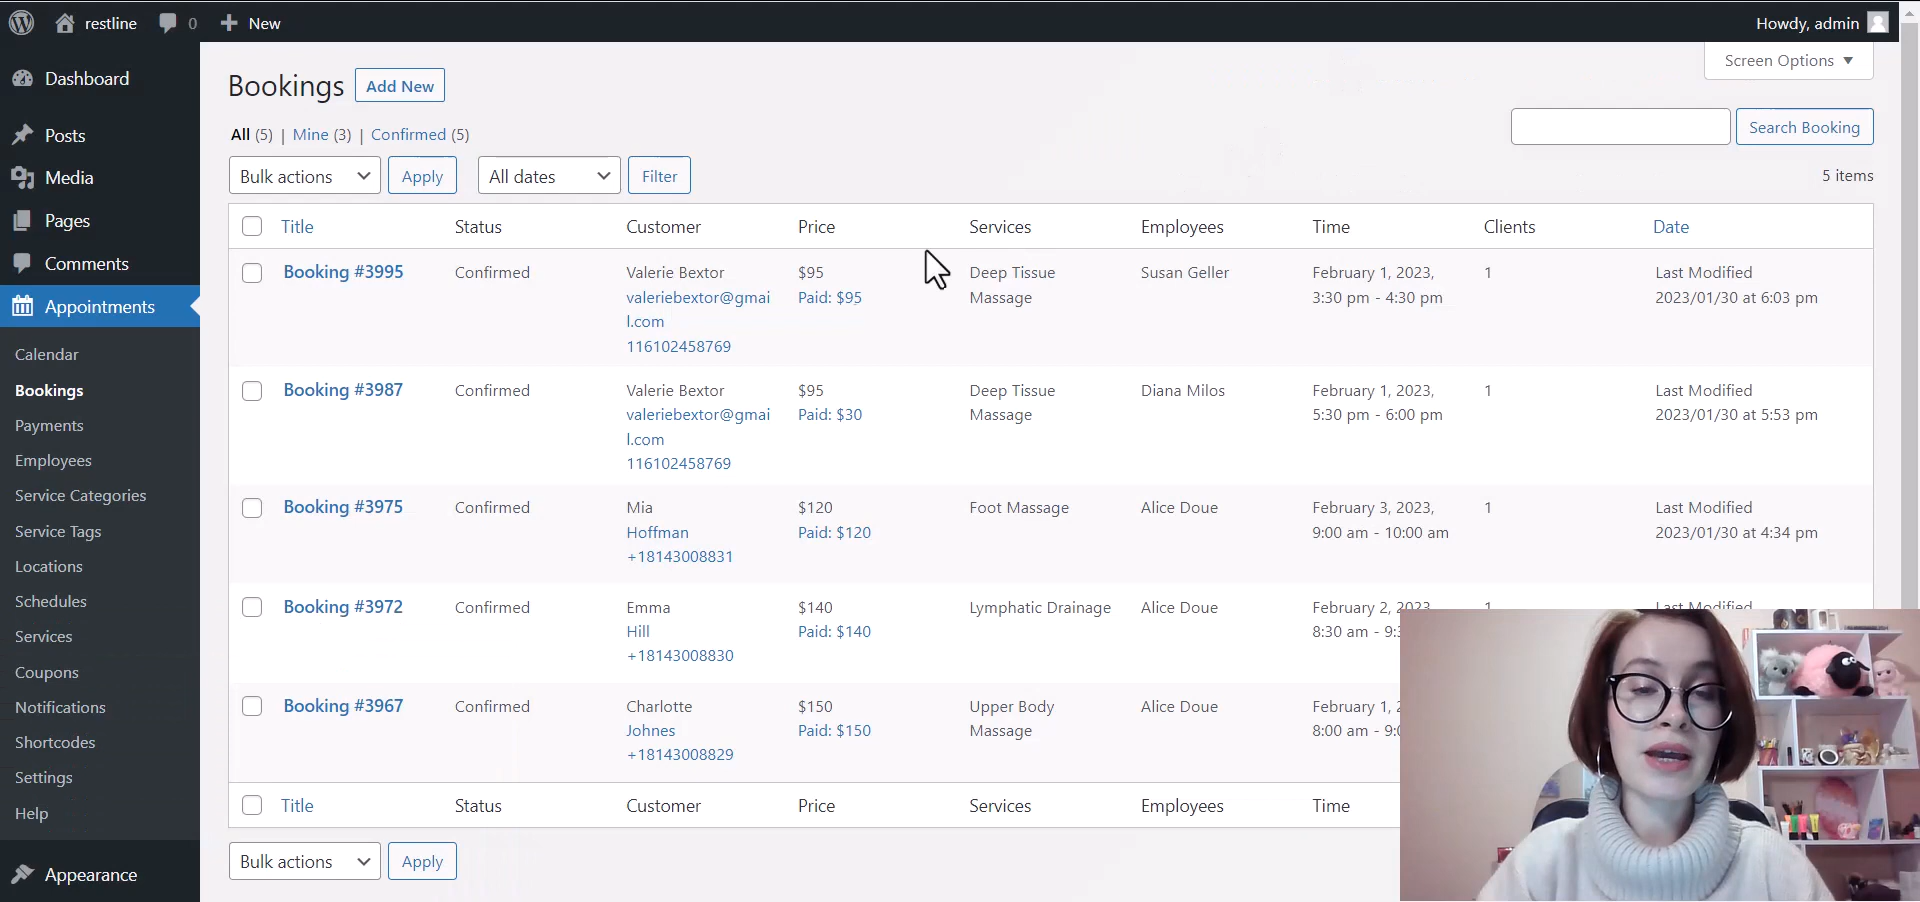 restline
0
New
Howdy, admin
Dashboard
Posts
Media
Pages
Comments
Appointments
Calendar
Bookings
Payments
Employees
Service Categories
Service Tags
Locations
Schedules
Services
Coupons
Notifications
Shortcodes
Settings
Help
Appearance
Screen Options
Bookings
Add New
All (5) | Mine (3) | Confirmed (5)
Search Booking
Bulk actions
Apply
All dates
Filter
5 items
Title Status Customer Price Services Employees Time Clients Date
Booking #3995
Confirmed
Valerie Bextor
valeriebextor@gmai
l.com
116102458769
$95
Paid: $95
Deep Tissue
Massage
Susan Geller
February 1, 2023,
3:30 pm - 4:30 pm
1
Last Modified
2023/01/30 at 6:03 pm
Booking #3987
Confirmed
Valerie Bextor
valeriebextor@gmai
l.com
116102458769
$95
Paid: $30
Deep Tissue
Massage
Diana Milos
February 1, 2023,
5:30 pm - 6:00 pm
1
Last Modified
2023/01/30 at 5:53 pm
Booking #3975
Confirmed
Mia
Hoffman
+18143008831
$120
Paid: $120
Foot Massage
Alice Doue
February 3, 2023,
9:00 am - 10:00 am
1
Last Modified
2023/01/30 at 4:34 pm
Booking #3972
Confirmed
Emma
Hill
+18143008830
$140
Paid: $140
Lymphatic Drainage
Alice Doue
February 2, 2023,
8:30 am - 9:3
1
Last Modified
Booking #3967
Confirmed
Charlotte
Johnes
+18143008829
$150
Paid: $150
Upper Body
Massage
Alice Doue
February 1, 2
8:00 am - 9:0
Title Status Customer Price Services Employees Time
Bulk actions
Apply